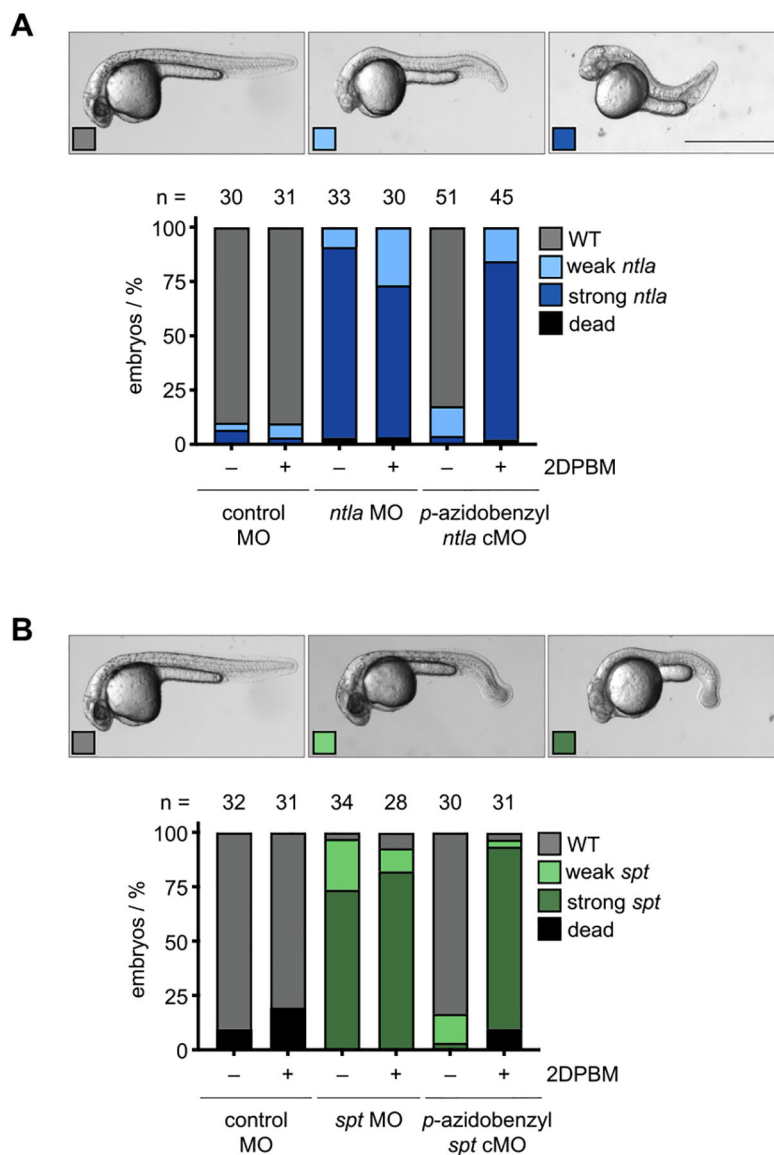 A
n = 30 31 33 30 51 45
100
75
50
25
0
embryos / %
WT
weak ntla
strong ntla
dead
– + – + – + 2DPBM
control MO
ntla MO
p-azidobenzyl ntla cMO
B
n = 32 31 34 28 30 31
100
75
50
25
0
embryos / %
WT
weak spt
strong spt
dead
– + – + – + 2DPBM
control MO
spt MO
p-azidobenzyl spt cMO